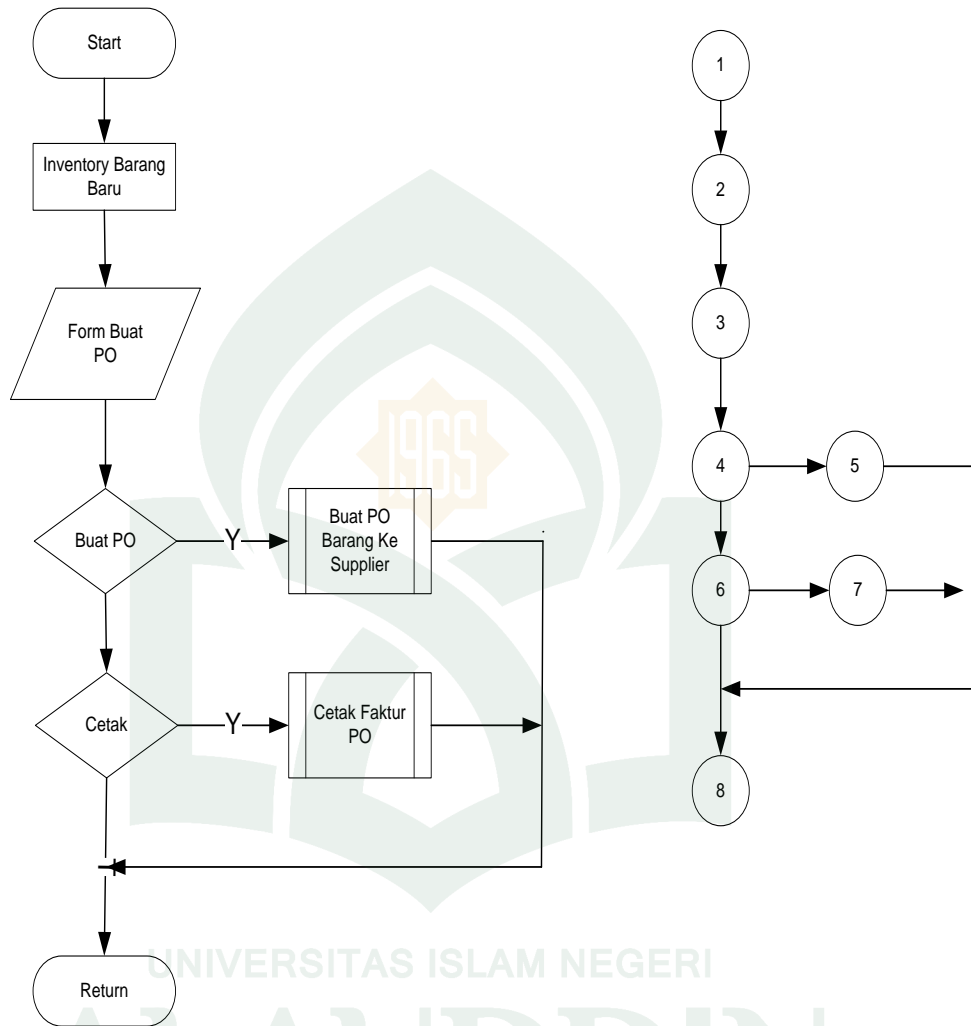 Start
Inventory Barang
Baru
Form Buat
PO
Buat PO
Y
Buat PO
Barang Ke
Supplier
Cetak
Y
Cetak Faktur
PO
Return
1
2
3
4
5
6
7
8
1965
UNIVERSITAS ISLAM NEGERI